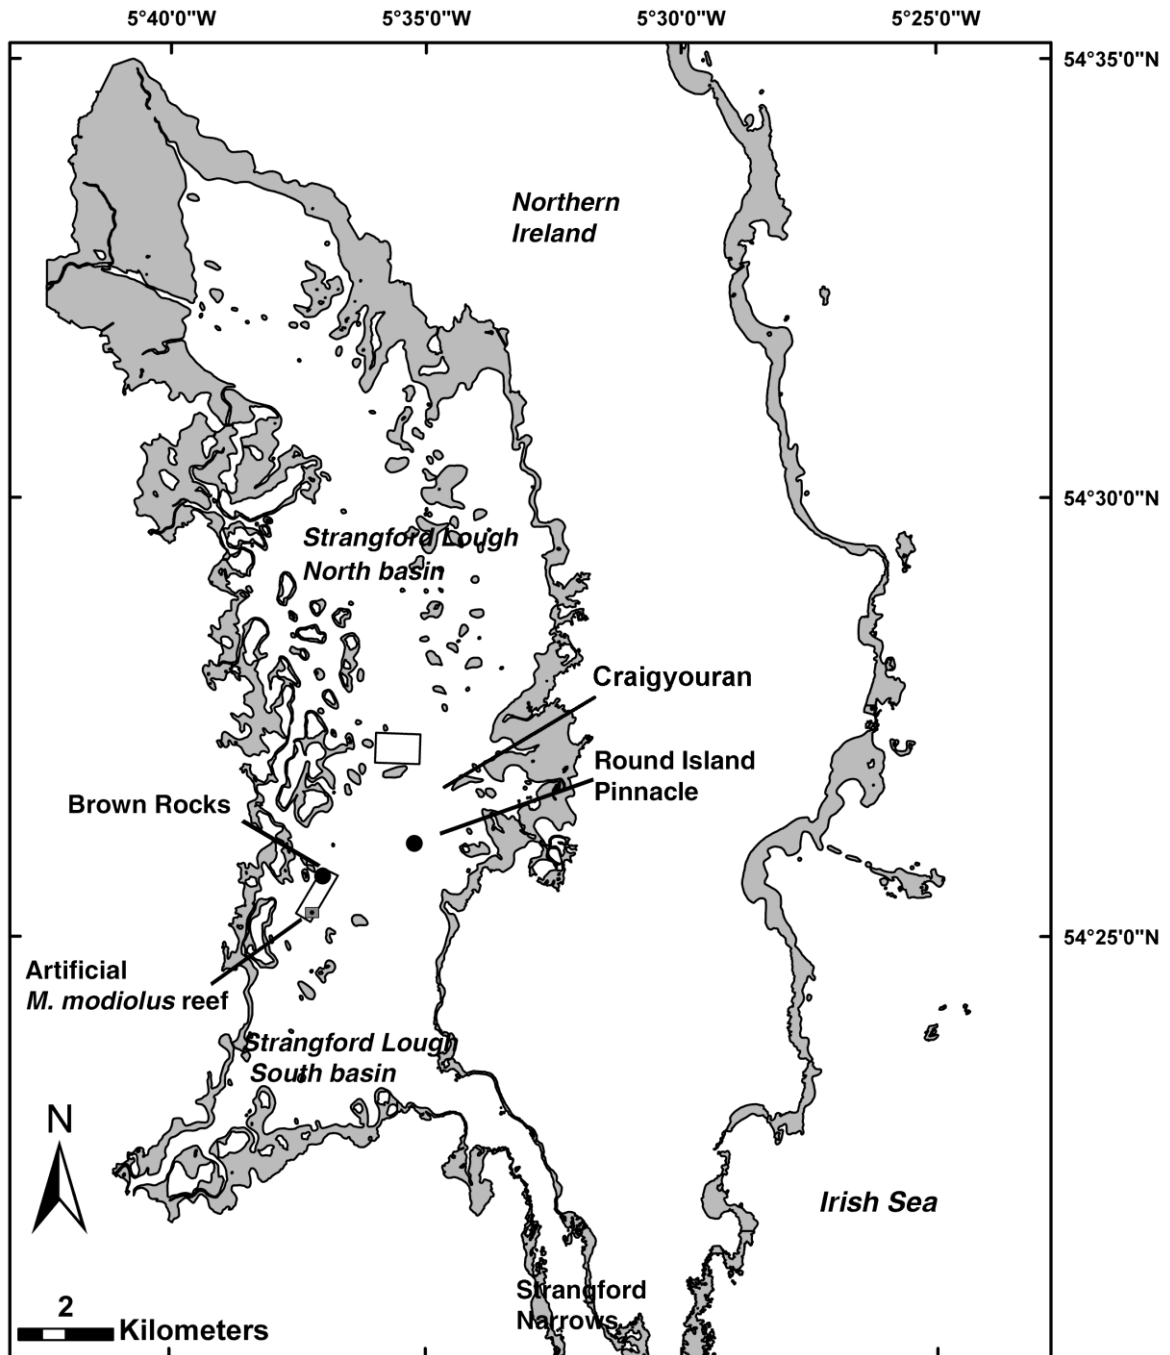 5°40'0"W 5°35'0"W 5°30'0"W 5°25'0"W
54°35'0"N
Northern
Ireland
54°30'0"N
Strangford Lough
North basin
Craigyouran
Round Island
Pinnacle
Brown Rocks
54°25'0"N
Artificial
M. modiolus reef
Strangford Lough
South basin
N
Irish Sea
Strangford
Narrows
2
Kilometers